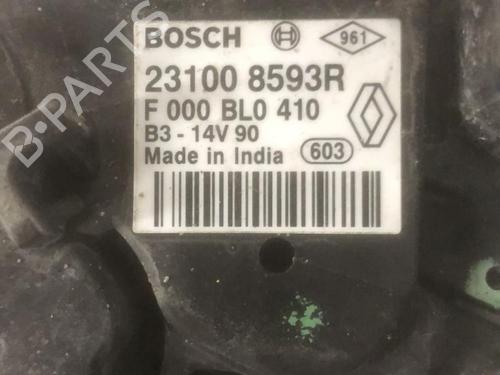 BOSCH 961
23100 8593R
F 000 BL0 410
B3 - 14V 90
Made in India 603
B-PARTS